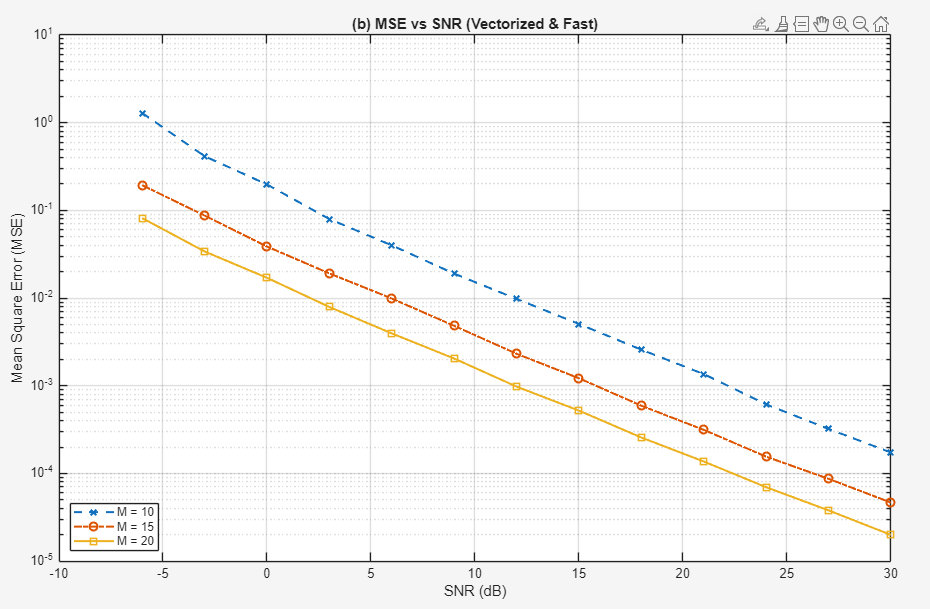 (b) MSE vs SNR (Vectorized & Fast)
Mean Square Error (MSE)
10^1
10^0
10^-1
10^-2
10^-3
10^-4
10^-5
M = 10
M = 15
M = 20
-10 -5 0 5 10 15 20 25 30
SNR (dB)